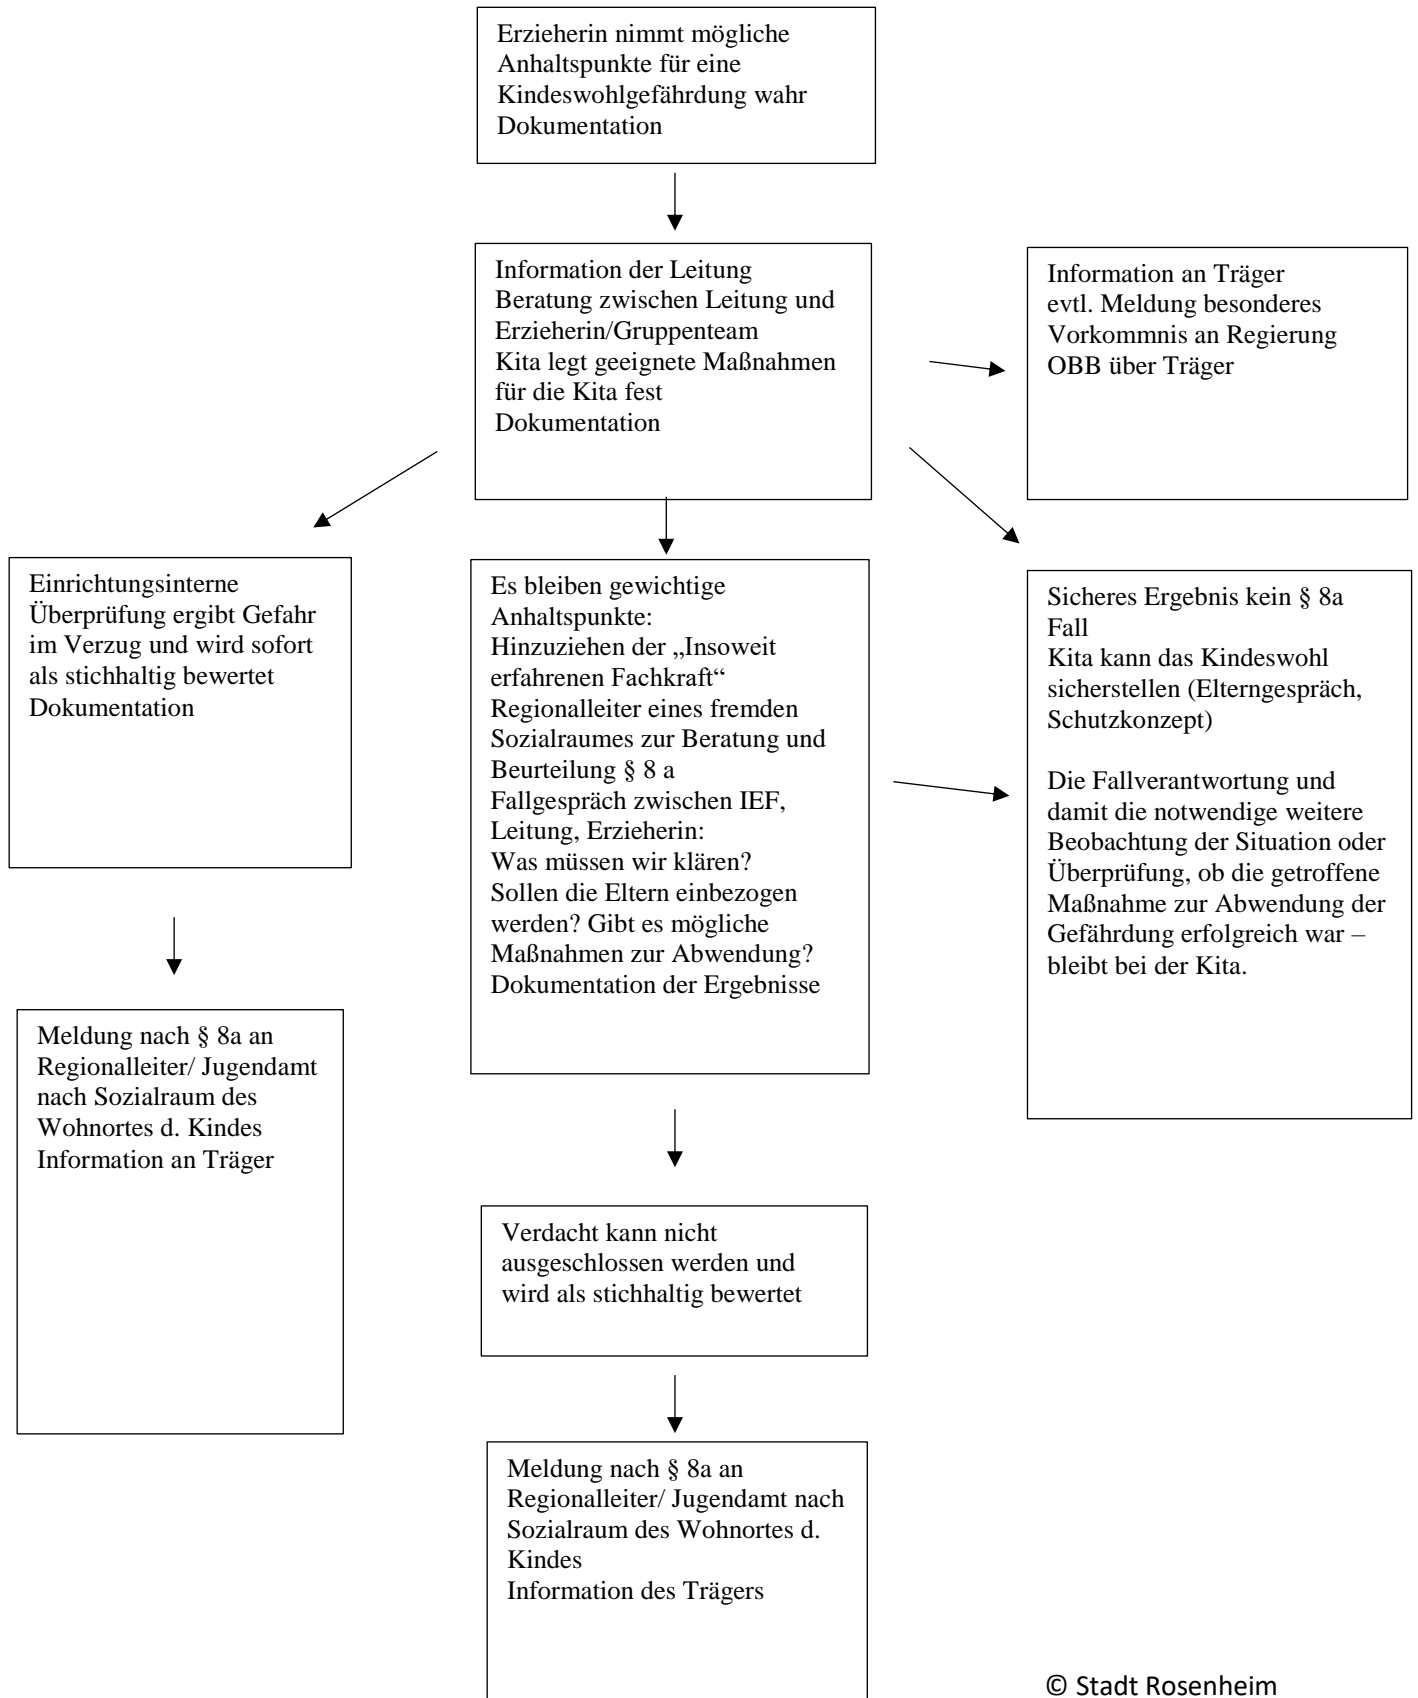 Erzieherin nimmt mögliche
Anhaltspunkte für eine
Kindeswohlgefährdung wahr
Dokumentation
Information der Leitung
Beratung zwischen Leitung und
Erzieherin/Gruppenteam
Kita legt geeignete Maßnahmen
für die Kita fest
Dokumentation
Information an Träger
evtl. Meldung besonderes
Vorkommnis an Regierung
OBB über Träger
Einrichtungsinterne
Überprüfung ergibt Gefahr
im Verzug und wird sofort
als stichhaltig bewertet
Dokumentation
Es bleiben gewichtige
Anhaltspunkte:
Hinzuziehen der „Insoweit
erfahrenen Fachkraft“
Regionalleiter eines fremden
Sozialraumes zur Beratung und
Beurteilung § 8 a
Fallgespräch zwischen IEF,
Leitung, Erzieherin:
Was müssen wir klären?
Sollen die Eltern einbezogen
werden? Gibt es mögliche
Maßnahmen zur Abwendung?
Dokumentation der Ergebnisse
Sicheres Ergebnis kein § 8a
Fall
Kita kann das Kindeswohl
sicherstellen (Elterngespräch,
Schutzkonzept)
Die Fallverantwortung und
damit die notwendige weitere
Beobachtung der Situation oder
Überprüfung, ob die getroffene
Maßnahme zur Abwendung der
Gefährdung erfolgreich war –
bleibt bei der Kita.
Meldung nach § 8a an
Regionalleiter/ Jugendamt
nach Sozialraum des
Wohnortes d. Kindes
Information an Träger
Verdacht kann nicht
ausgeschlossen werden und
wird als stichhaltig bewertet
Meldung nach § 8a an
Regionalleiter/ Jugendamt nach
Sozialraum des Wohnortes d.
Kindes
Information des Trägers
© Stadt Rosenheim